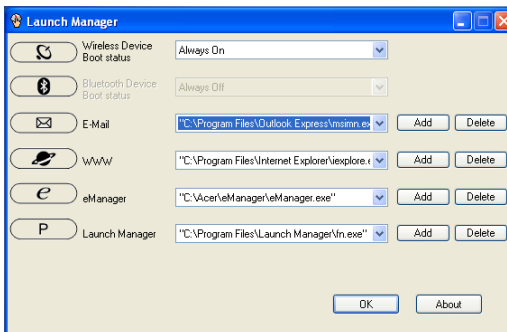 Launch Manager
Wireless Device
Boot status
Always On
Bluetooth Device
Boot status
Always Off
E-Mail
"C:\Program Files\Outlook Express\msimn.ex
Add
Delete
WWW
"C:\Program Files\Internet Explorer\iexplore.e
Add
Delete
e
eManager
"C:\Acer\eManager\eManager.exe"
Add
Delete
P
Launch Manager
"C:\Program Files\Launch Manager\fn.exe"
Add
Delete
OK
About